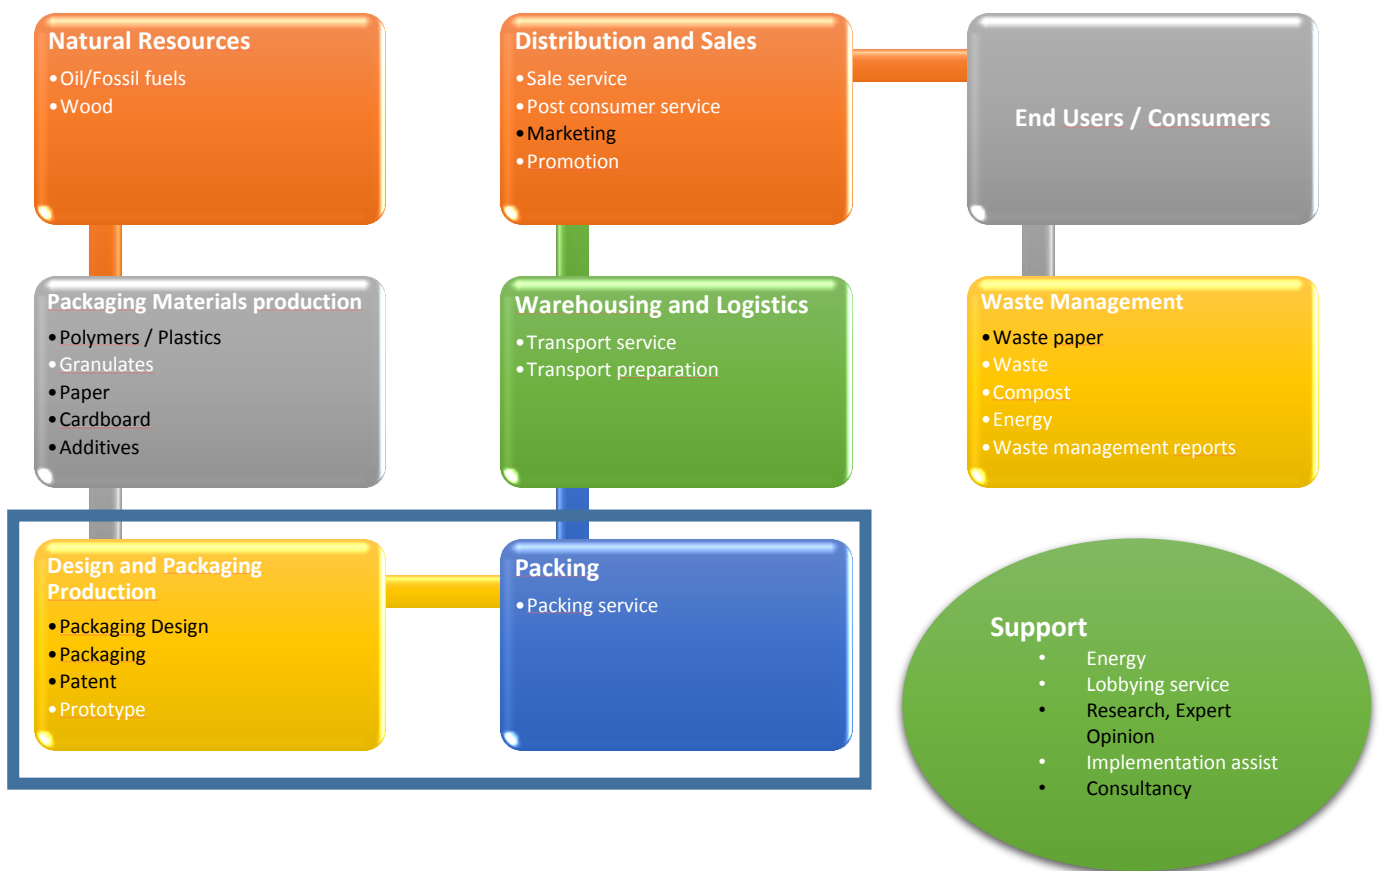 Natural Resources
•Oil/Fossil fuels
•Wood
Packaging Materials production
•Polymers / Plastics
•Granulates
•Paper
•Cardboard
•Additives
Design and Packaging
Production
•Packaging Design
•Packaging
•Patent
•Prototype
Packing
•Packing service
Warehousing and Logistics
•Transport service
•Transport preparation
Distribution and Sales
•Sale service
•Post consumer service
•Marketing
•Promotion
End Users / Consumers
Waste Management
•Waste paper
•Waste
•Compost
•Energy
•Waste management reports
Support
• Energy
• Lobbying service
• Research, Expert
Opinion
• Implementation assist
• Consultancy